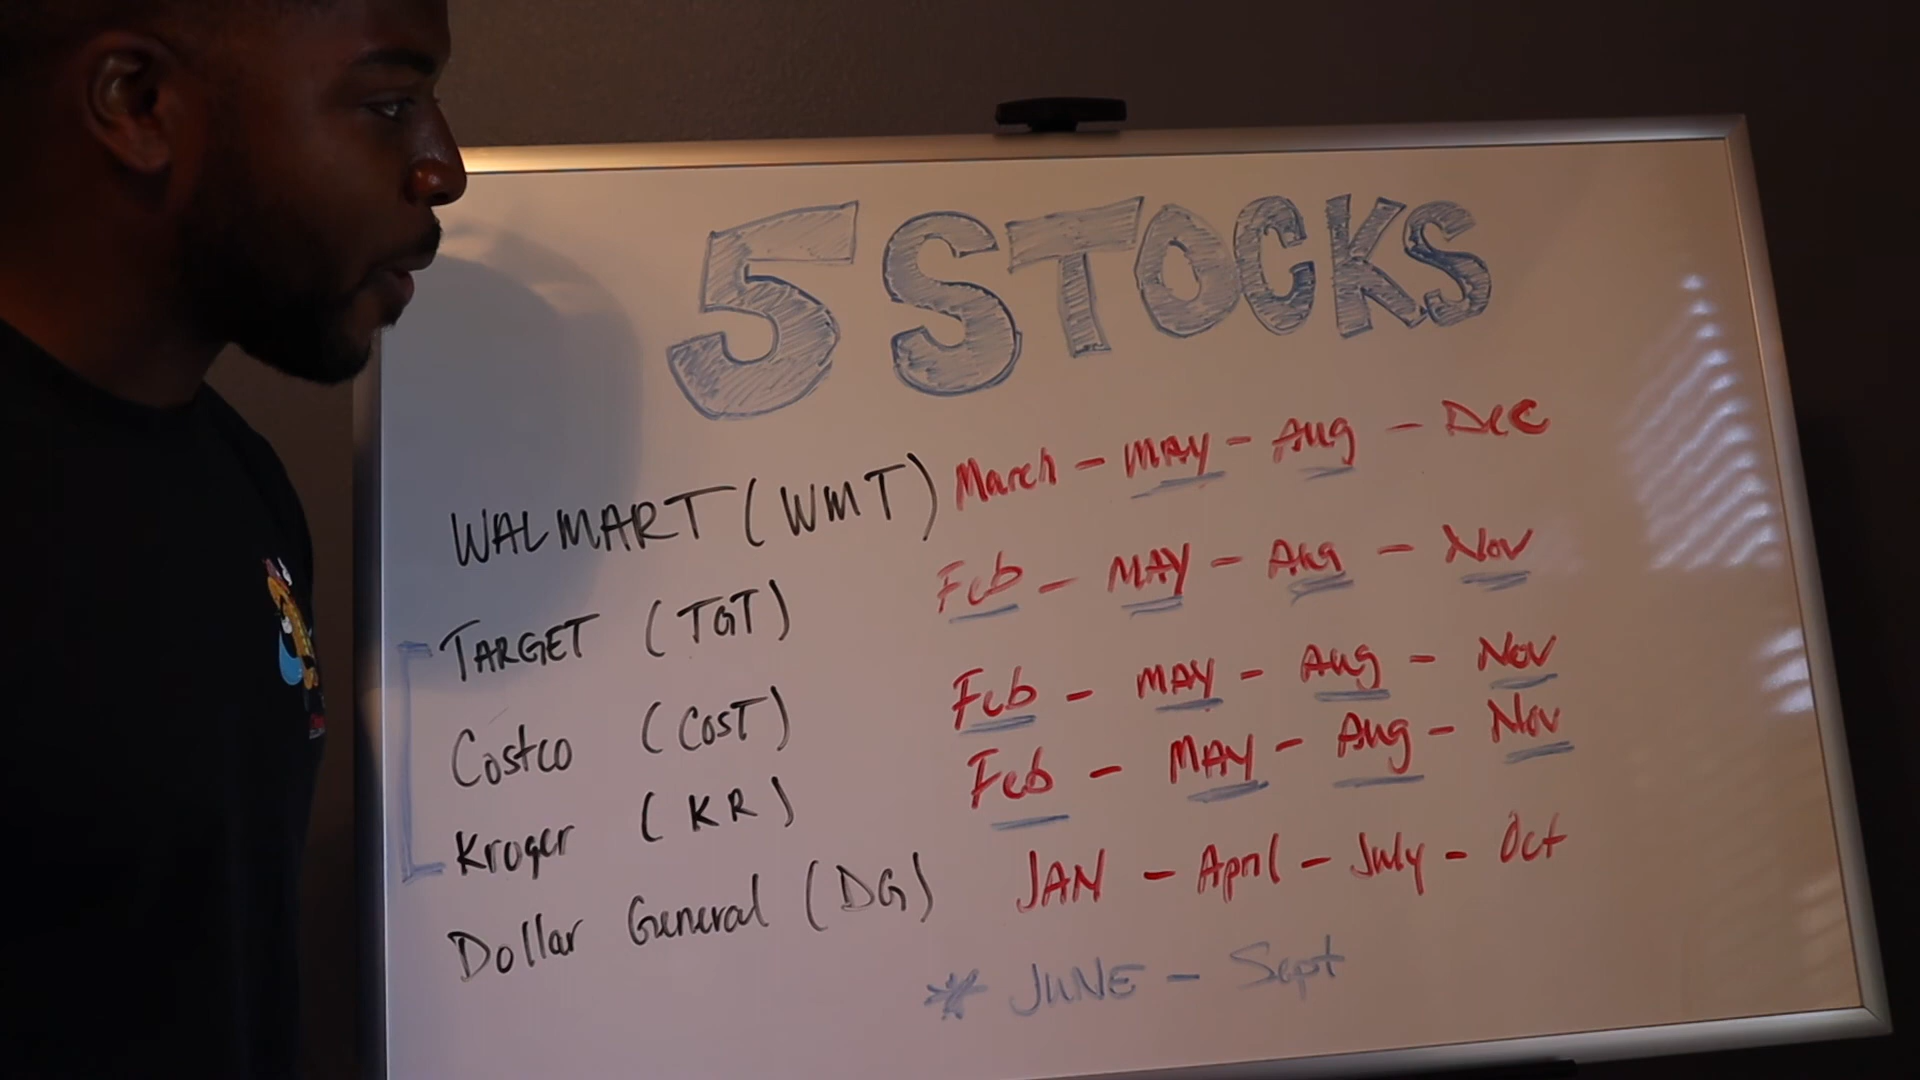 5 STOCKS
WALMART (WMT) March - MAY - Aug - Dec
TARGET (TGT) Feb - MAY - Aug - Nov
Costco (COST) Feb - MAY - Aug - Nov
Kroger (KR) Feb - MAY - Aug - Nov
Dollar General (DG) JAN - April - July - Oct
* JUNE - Sept